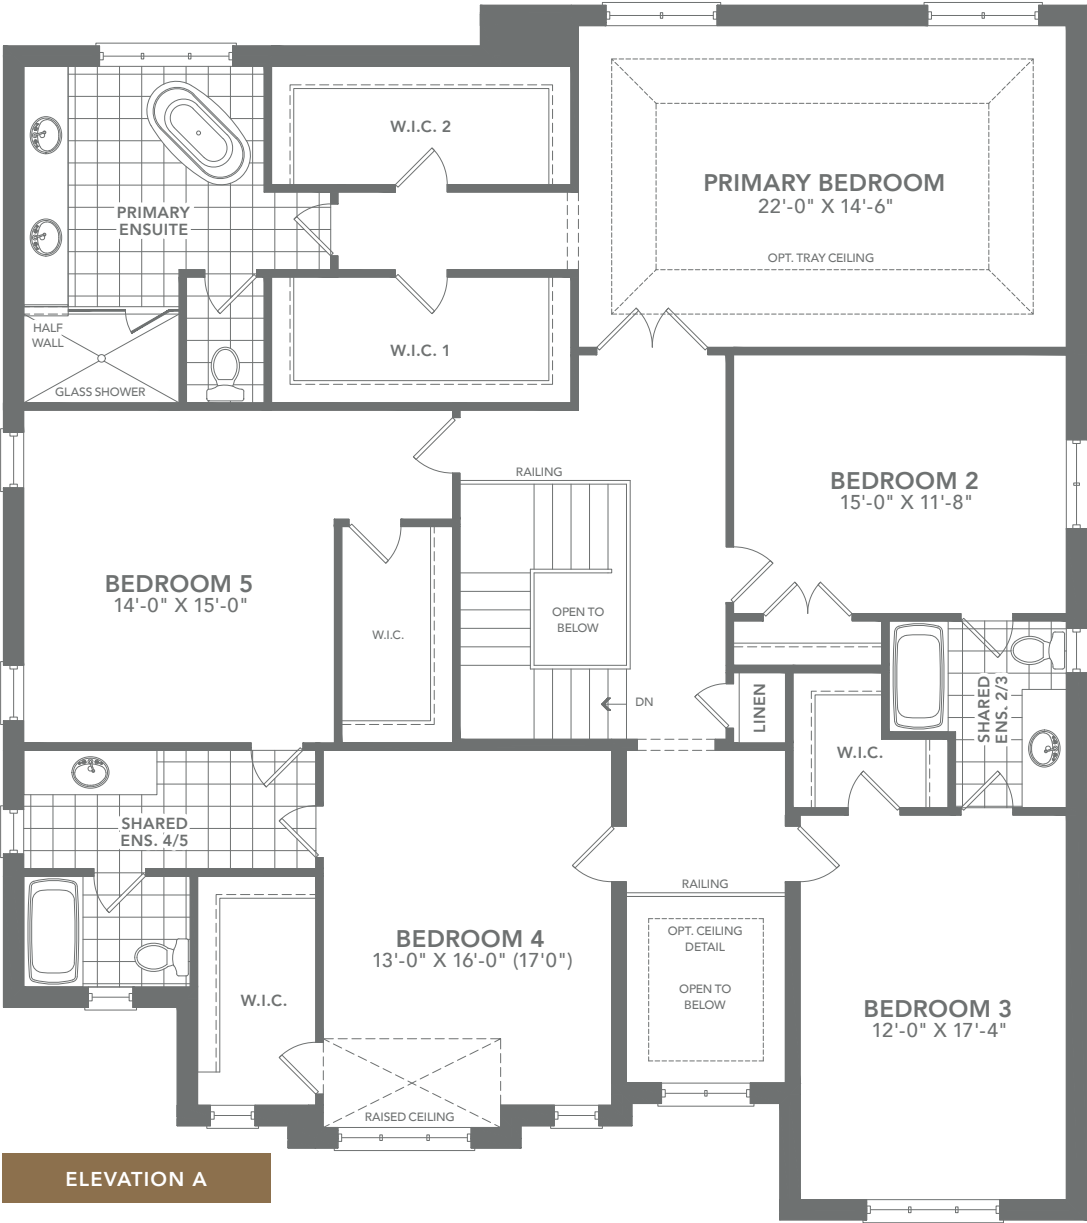 W.I.C. 2
PRIMARY BEDROOM
22'-0" X 14'-6"
OPT. TRAY CEILING
PRIMARY
ENSUITE
HALF
WALL
GLASS SHOWER
W.I.C. 1
RAILING
BEDROOM 2
15'-0" X 11'-8"
BEDROOM 5
14'-0" X 15'-0"
W.I.C.
OPEN TO
BELOW
DN
LINEN
SHARED
ENS. 2/3
W.I.C.
SHARED
ENS. 4/5
RAILING
OPT. CEILING
DETAIL
OPEN TO
BELOW
BEDROOM 4
13'-0" X 16'-0" (17'0")
W.I.C.
BEDROOM 3
12'-0" X 17'-4"
RAISED CEILING
ELEVATION A